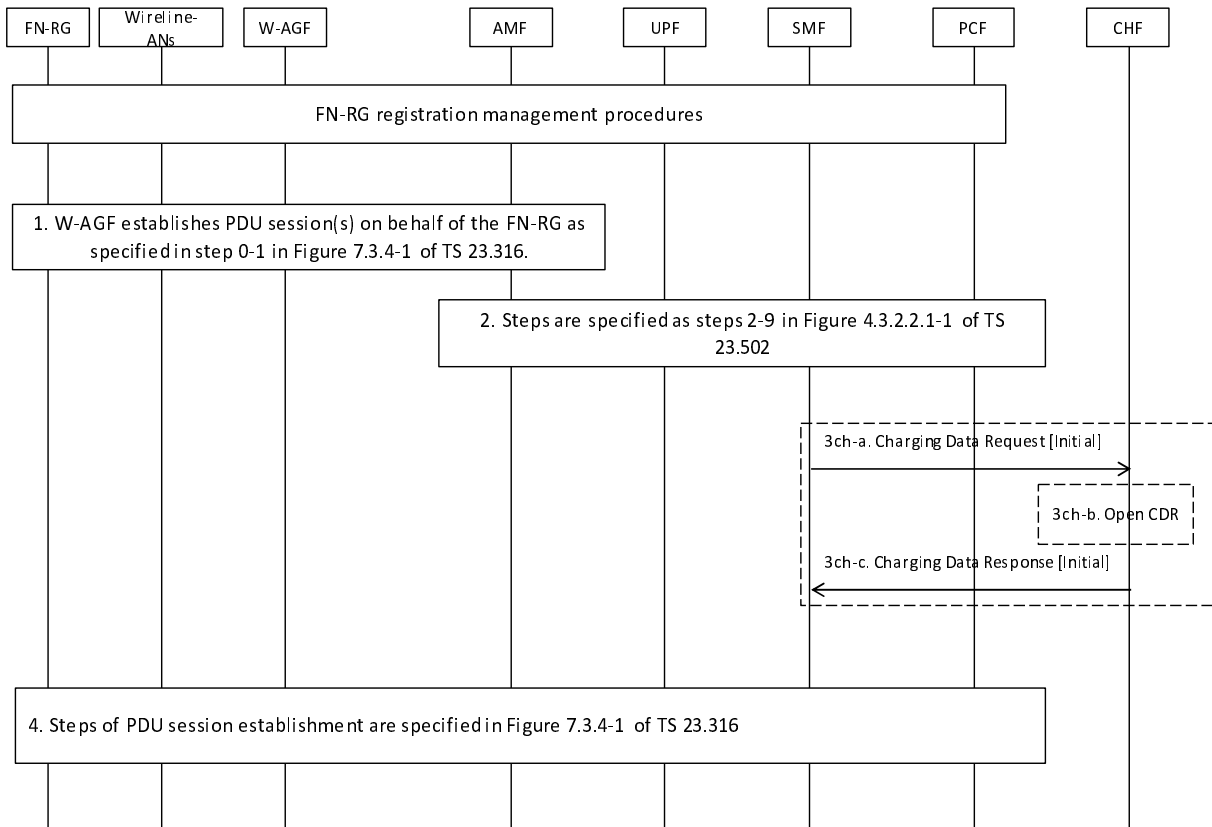 FN-RG
Wireline-
ANs
W-AGF
AMF
UPF
SMF
PCF
CHF
FN-RG registration management procedures
1. W-AGF establishes PDU session(s) on behalf of the FN-RG as
specified in step 0-1 in Figure 7.3.4-1 of TS 23.316.
2. Steps are specified as steps 2-9 in Figure 4.3.2.2.1-1 of TS
23.502
3ch-a. Charging Data Request [Initial]
3ch-b. Open CDR
3ch-c. Charging Data Response [Initial]
4. Steps of PDU session establishment are specified in Figure 7.3.4-1 of TS 23.316